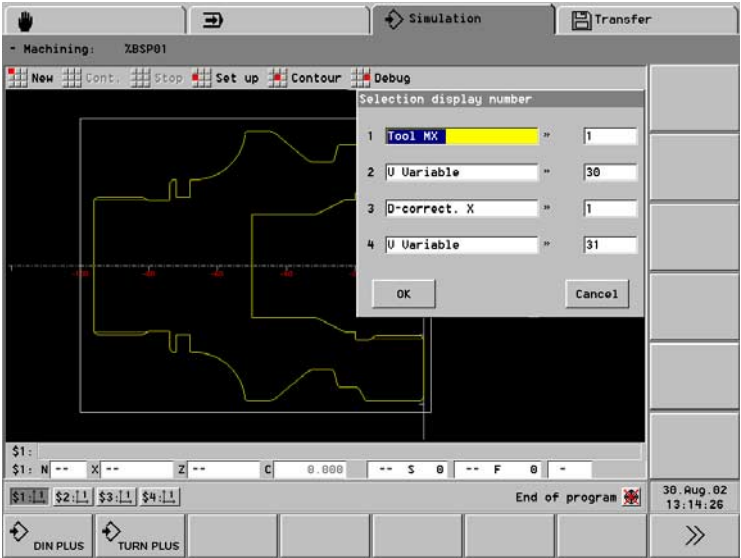 Simulation Transfer
- Machining: %BSP01
New Cont. Stop Set up Contour Debug
Selection display number
1 Tool MX " 1
2 V Variable " 30
3 D-correct. X " 1
4 V Variable " 31
OK Cancel
$1:
$1: N -- X -- Z -- C 0.000 -- S 0 -- F 0 -
$1: $2: $3: $4: End of program
30.Aug.02
13:14:26
DIN PLUS TURN PLUS